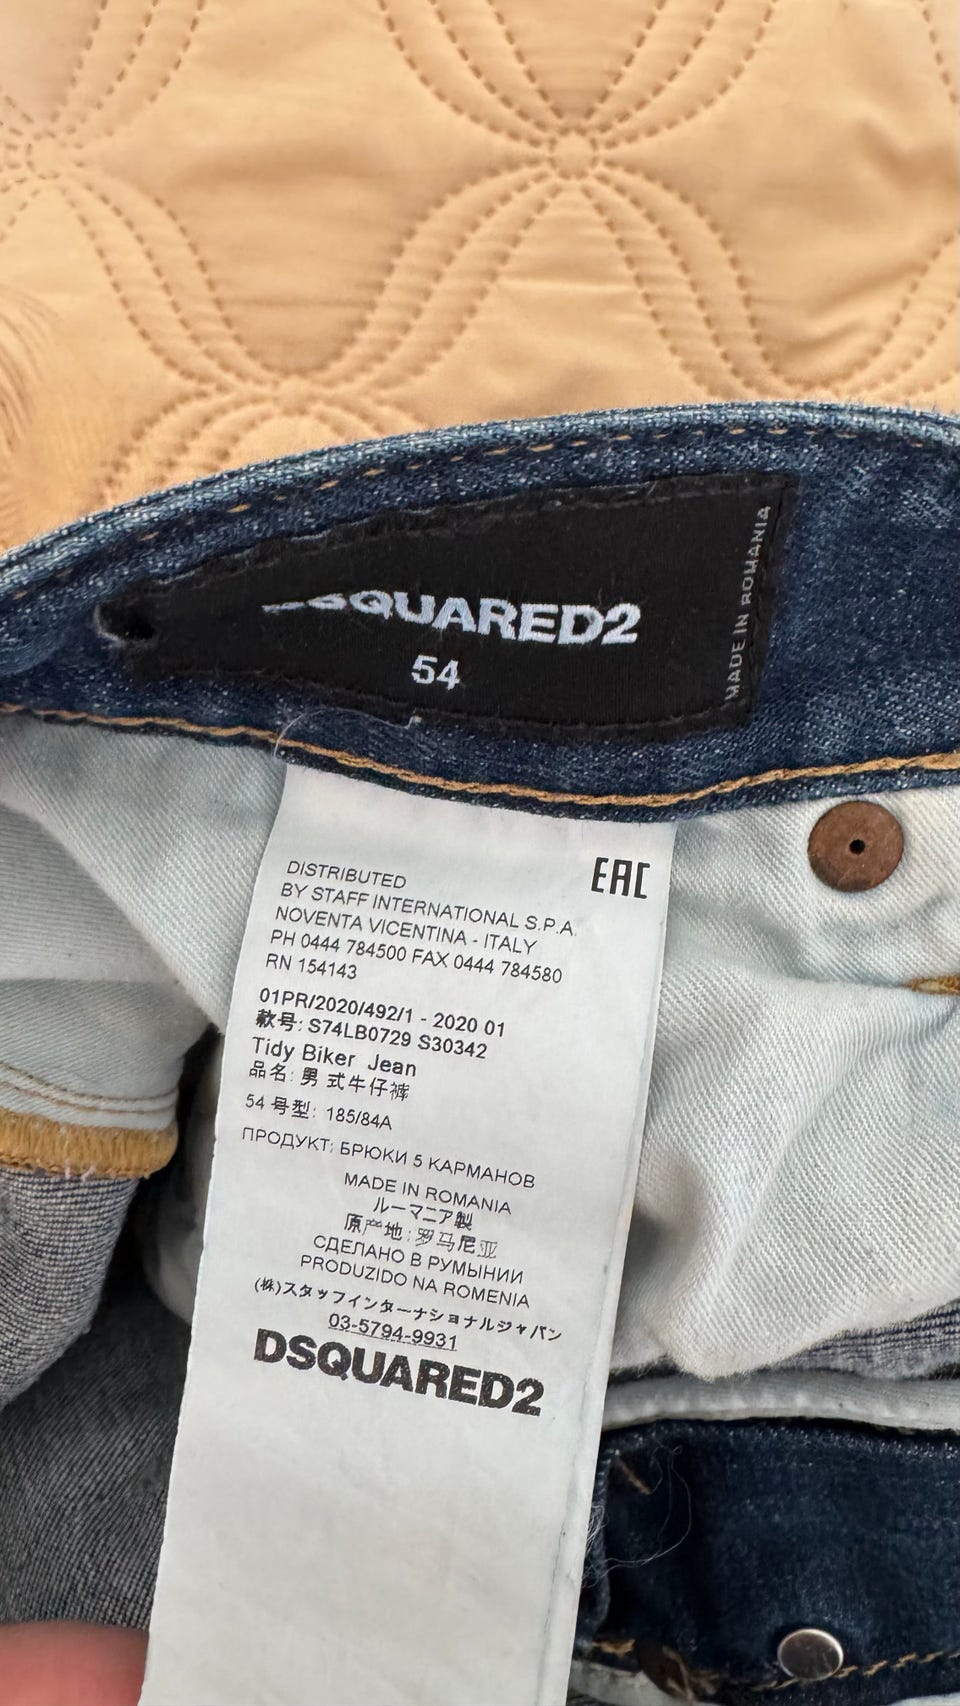 DSQUARED2
54
MADE IN ROMANIA
EAC
DISTRIBUTED
BY STAFF INTERNATIONAL S.P.A.
NOVENTA VICENTINA - ITALY
PH 0444 784500 FAX 0444 784580
RN 154143
01PR/2020/492/1 - 2020 01
款号: S74LB0729 S30342
Tidy Biker Jean
品名: 男 式牛仔裤
54 号型: 185/84A
ПРОДУКТ: БРЮКИ 5 КАРМАНОВ
MADE IN ROMANIA
ルーマニア製
原产地: 罗马尼亚
СДЕЛАНО В РУМЫНИИ
PRODUZIDO NA ROMENIA
(株)スタッフインターナショナルジャパン
03-5794-9931
DSQUARED2